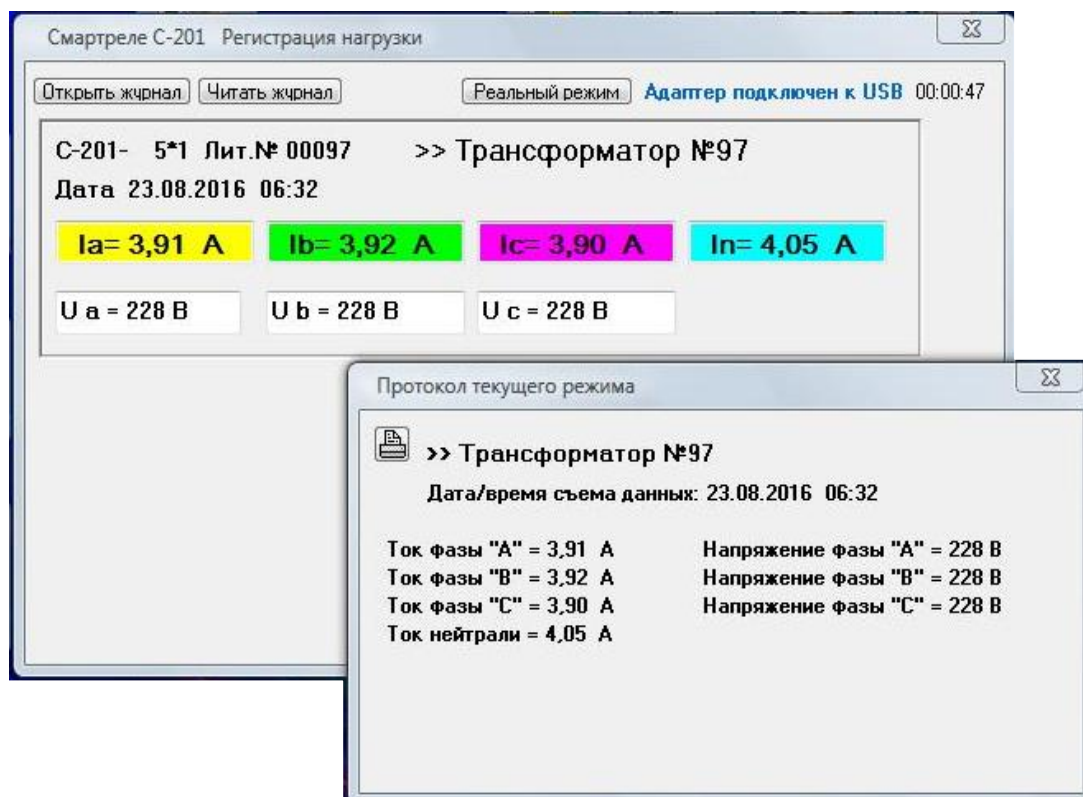 Смартреле С-201 Регистрация нагрузки
Открыть журнал Читать журнал Реальный режим Адаптер подключен к USB 00:00:47
С-201- 5*1 Лит.№ 00097 >> Трансформатор №97
Дата 23.08.2016 06:32
Ia= 3,91 A Ib= 3,92 A Ic= 3,90 A In= 4,05 A
U a = 228 В U b = 228 В U c = 228 В
Протокол текущего режима
>> Трансформатор №97
Дата/время съема данных: 23.08.2016 06:32
Ток фазы "А" = 3,91 А Напряжение фазы "А" = 228 В
Ток фазы "В" = 3,92 А Напряжение фазы "В" = 228 В
Ток фазы "С" = 3,90 А Напряжение фазы "С" = 228 В
Ток нейтрали = 4,05 А